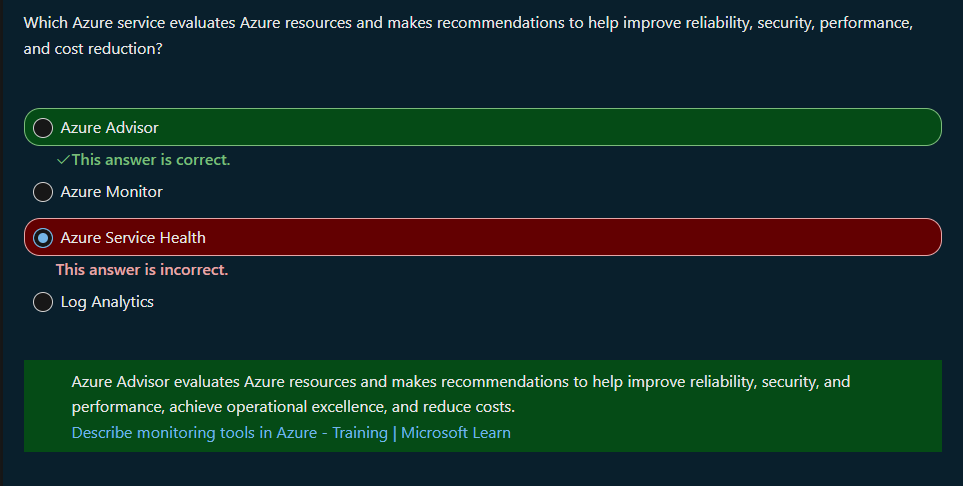 Which Azure service evaluates Azure resources and makes recommendations to help improve reliability, security, performance,
and cost reduction?
Azure Advisor
✓This answer is correct.
Azure Monitor
Azure Service Health
This answer is incorrect.
Log Analytics
Azure Advisor evaluates Azure resources and makes recommendations to help improve reliability, security, and
performance, achieve operational excellence, and reduce costs.
Describe monitoring tools in Azure - Training | Microsoft Learn